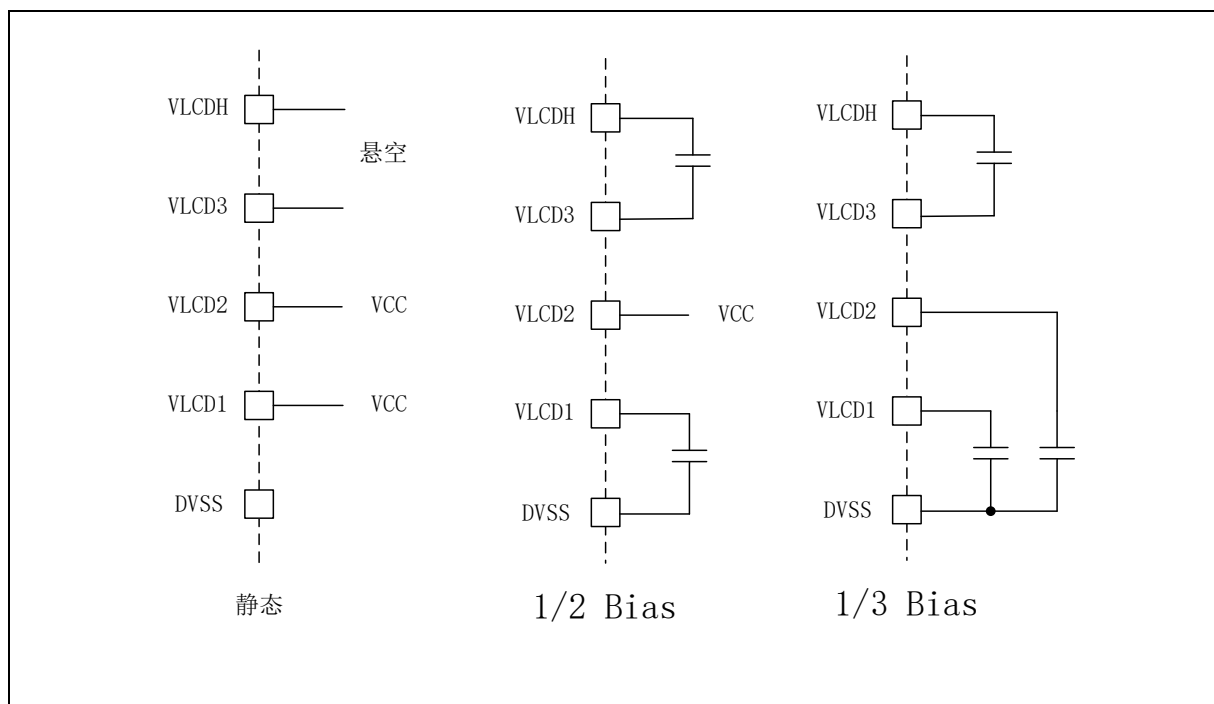 VLCDH
悬空
VLCD3
VLCD2 VCC
VLCD1 VCC
DVSS
静态
VLCDH
VLCD3
VLCD2 VCC
VLCD1
DVSS
1/2 Bias
VLCDH
VLCD3
VLCD2
VLCD1
DVSS
1/3 Bias